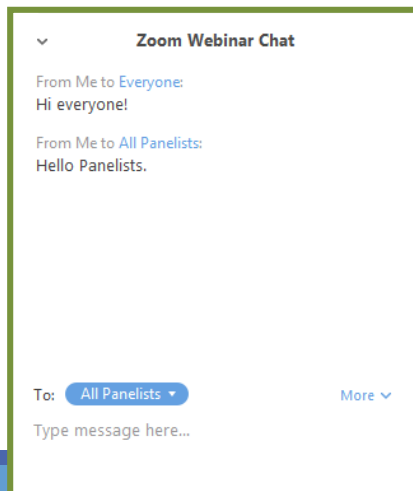 Zoom Webinar Chat
From Me to Everyone:
Hi everyone!
From Me to All Panelists:
Hello Panelists.
To: All Panelists More
Type message here...